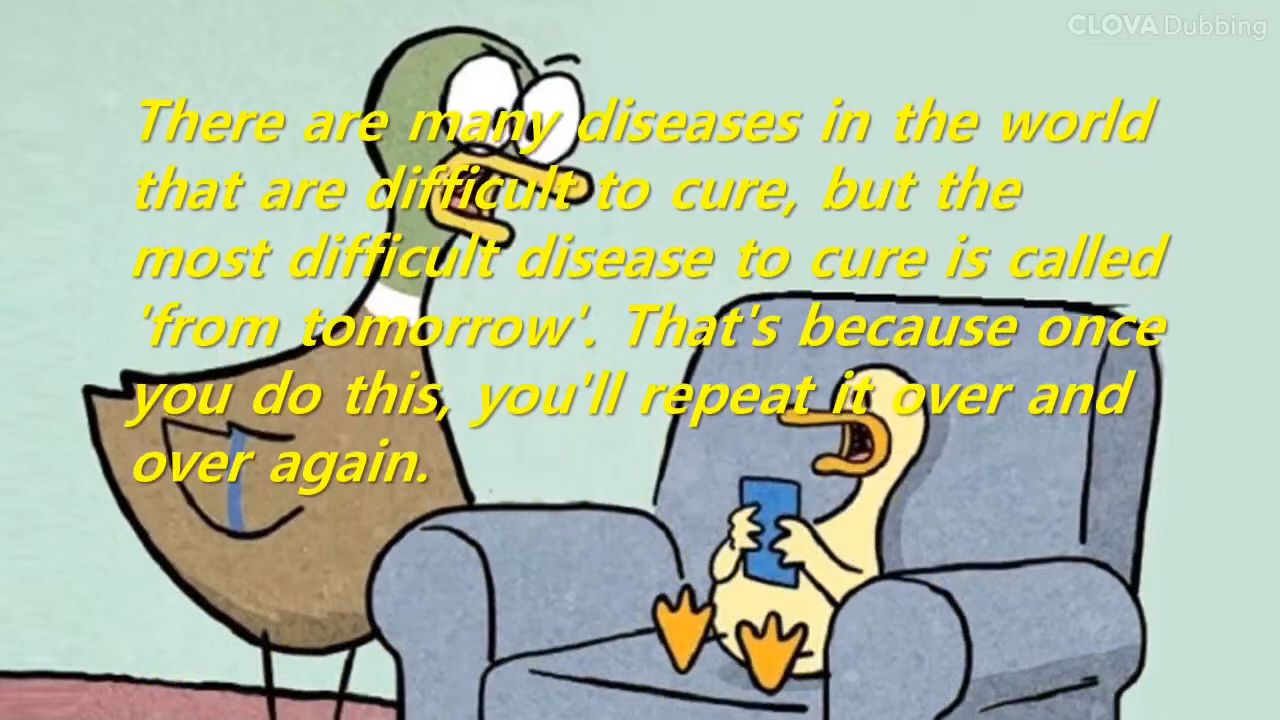 CLOVA Dubbing
There are many diseases in the world
that are difficult to cure, but the
most difficult disease to cure is called
'from tomorrow'. That's because once
you do this, you'll repeat it over and
over again.